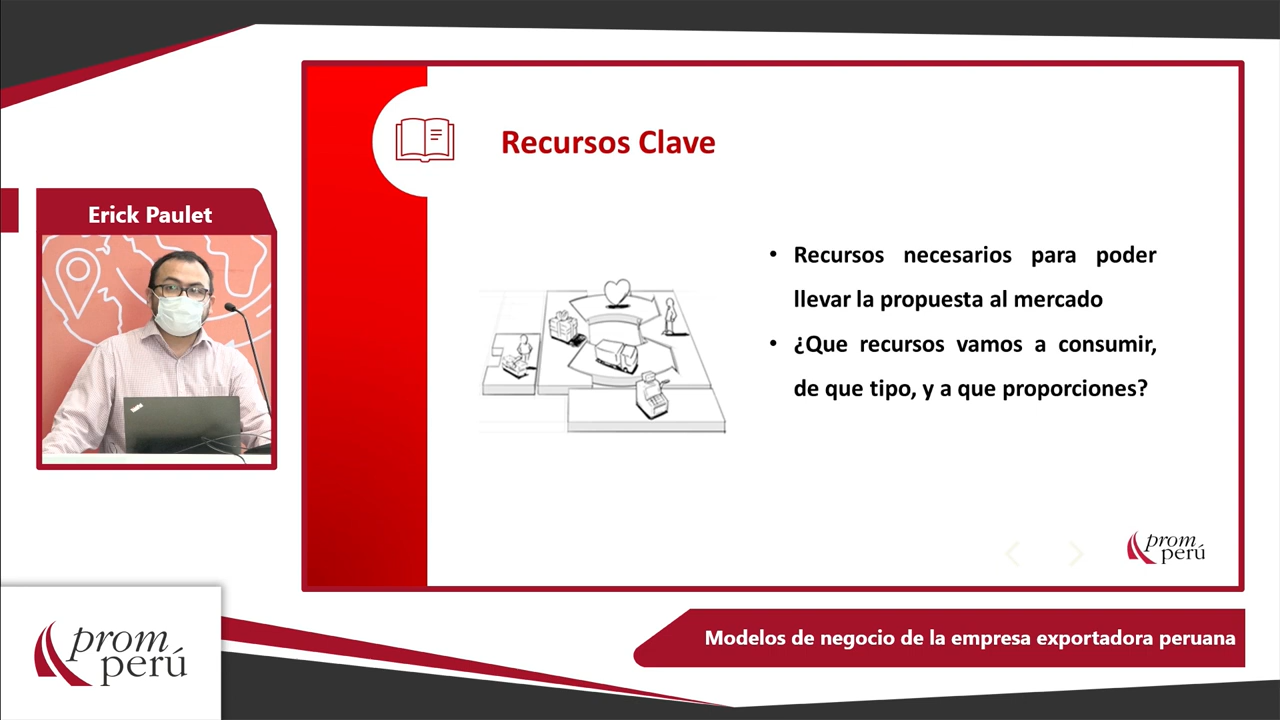 Erick Paulet
Recursos Clave
• Recursos necesarios para poder
llevar la propuesta al mercado
• ¿Que recursos vamos a consumir,
de que tipo, y a que proporciones?
prom
perú
prom
perú
Modelos de negocio de la empresa exportadora peruana